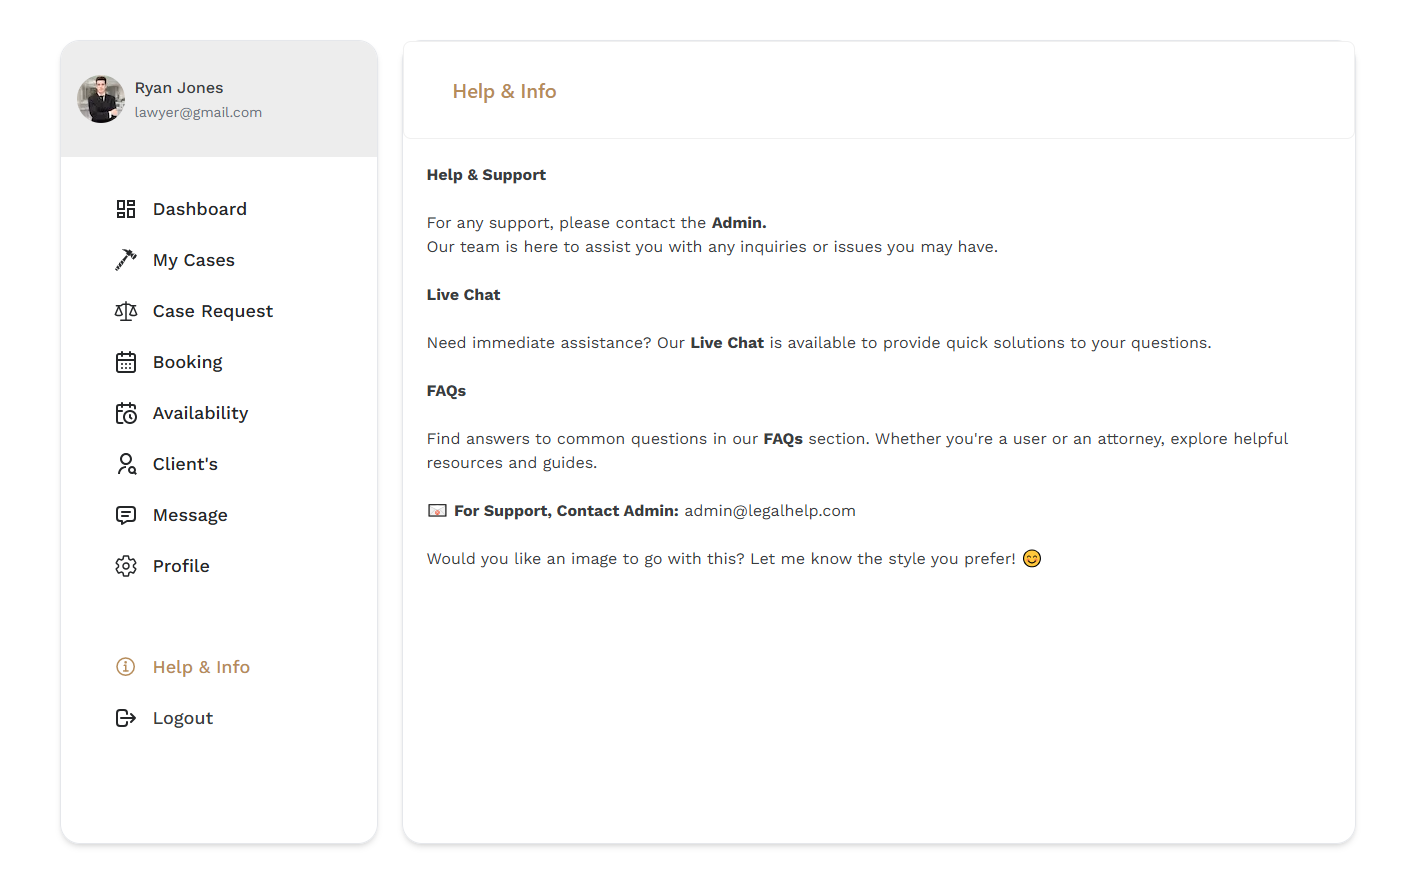 Ryan Jones
lawyer@gmail.com
Dashboard
My Cases
Case Request
Booking
Availability
Client's
Message
Profile
Help & Info
Logout
Help & Info
Help & Support
For any support, please contact the Admin.
Our team is here to assist you with any inquiries or issues you may have.
Live Chat
Need immediate assistance? Our Live Chat is available to provide quick solutions to your questions.
FAQs
Find answers to common questions in our FAQs section. Whether you're a user or an attorney, explore helpful
resources and guides.
📧 For Support, Contact Admin: admin@legalhelp.com
Would you like an image to go with this? Let me know the style you prefer! 😊